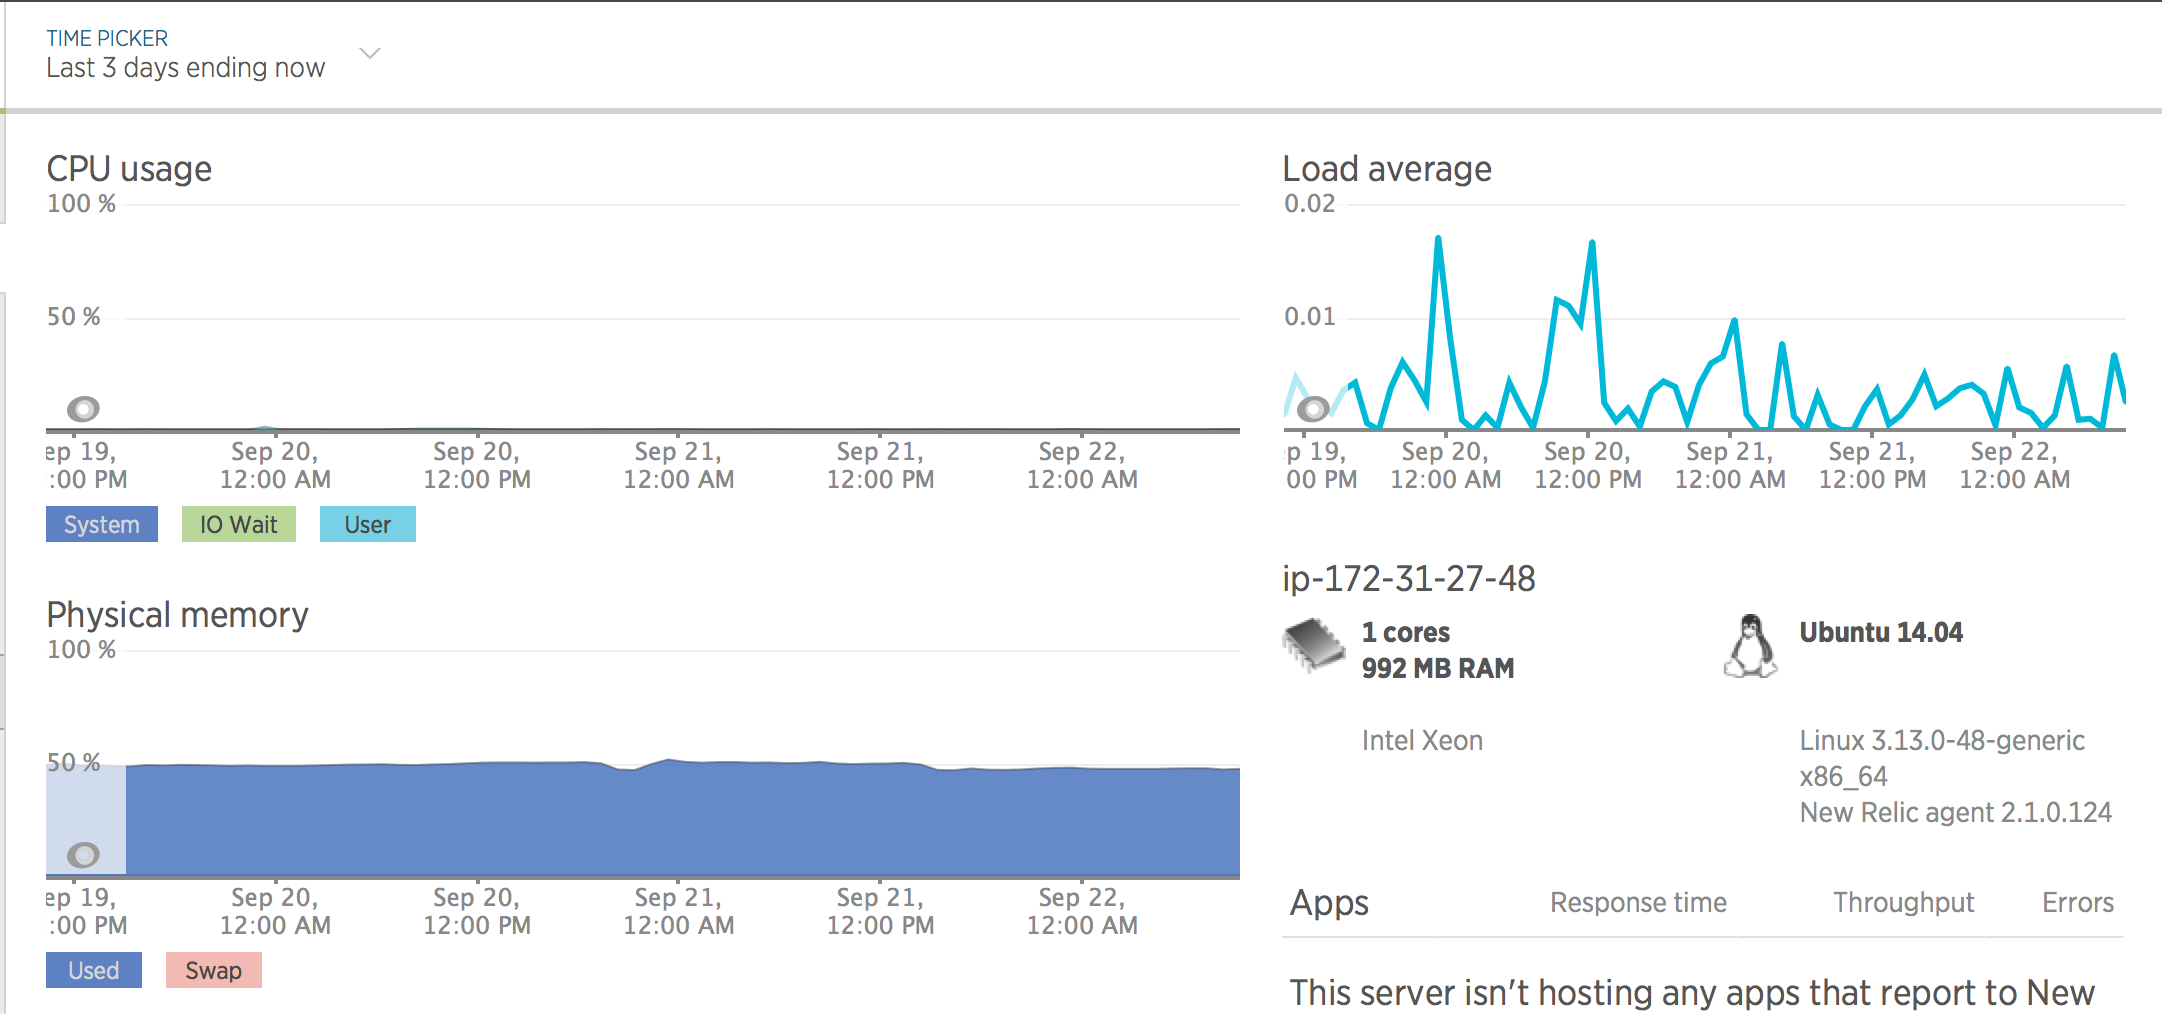 TIME PICKER
Last 3 days ending now
CPU usage
100 %
50 %
ep 19, Sep 20, Sep 20, Sep 21, Sep 21, Sep 22,
:00 PM 12:00 AM 12:00 PM 12:00 AM 12:00 PM 12:00 AM
System IO Wait User
Physical memory
100 %
50 %
ep 19, Sep 20, Sep 20, Sep 21, Sep 21, Sep 22,
:00 PM 12:00 AM 12:00 PM 12:00 AM 12:00 PM 12:00 AM
Used Swap
Load average
0.02
0.01
p 19, Sep 20, Sep 20, Sep 21, Sep 21, Sep 22,
00 PM 12:00 AM 12:00 PM 12:00 AM 12:00 PM 12:00 AM
ip-172-31-27-48
1 cores
992 MB RAM
Intel Xeon
Ubuntu 14.04
Linux 3.13.0-48-generic
x86_64
New Relic agent 2.1.0.124
Apps Response time Throughput Errors
This server isn't hosting any apps that report to New